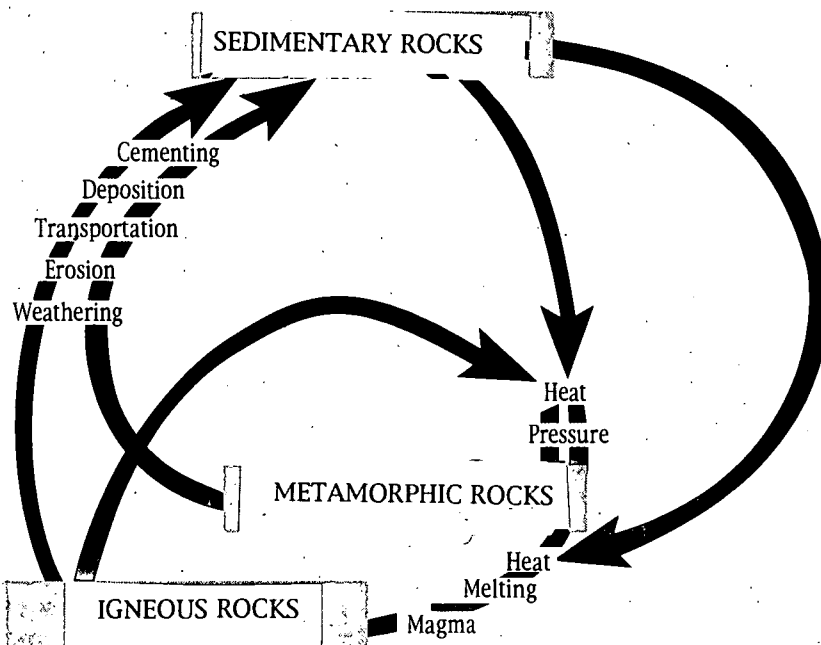 SEDIMENTARY ROCKS
Cementing
Deposition
Transportation
Erosion
Weathering
Heat
Pressure
METAMORPHIC ROCKS
Heat
Melting
Magma
IGNEOUS ROCKS